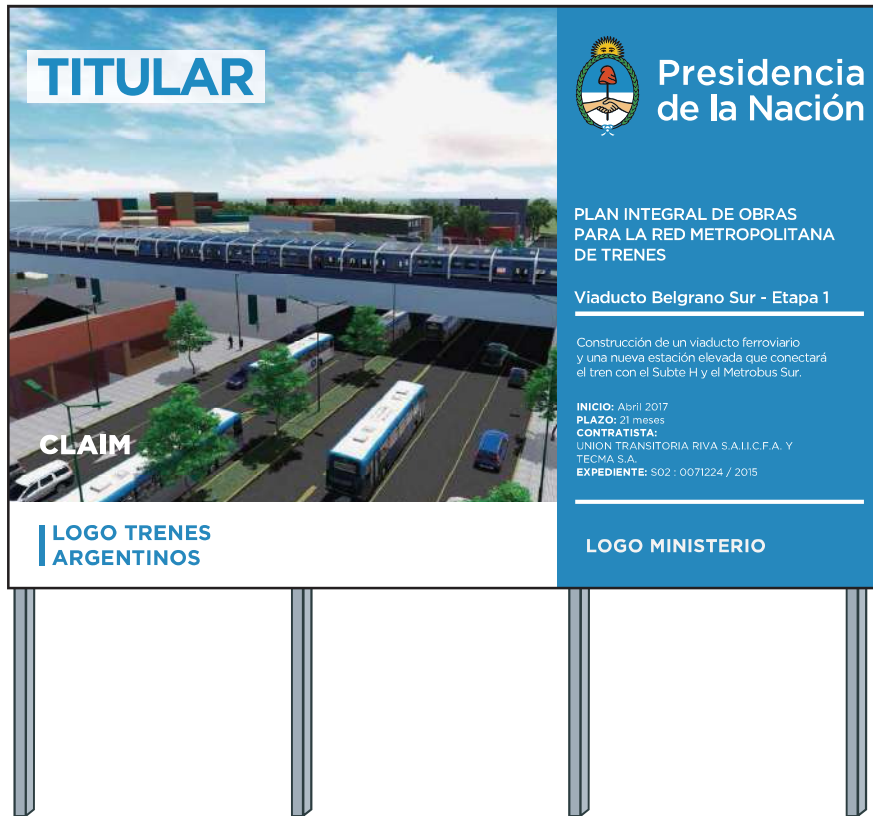 TITULAR
CLAIM
LOGO TRENES
ARGENTINOS
Presidencia
de la Nación
PLAN INTEGRAL DE OBRAS
PARA LA RED METROPOLITANA
DE TRENES
Viaducto Belgrano Sur - Etapa 1
Construcción de un viaducto ferroviario
y una nueva estación elevada que conectará
el tren con el Subte H y el Metrobus Sur.
INICIO: Abril 2017
PLAZO: 21 meses
CONTRATISTA:
UNION TRANSITORIA RIVA S.A.I.I.C.F.A. Y
TECMA S.A.
EXPEDIENTE: S02 : 0071224 / 2015
LOGO MINISTERIO